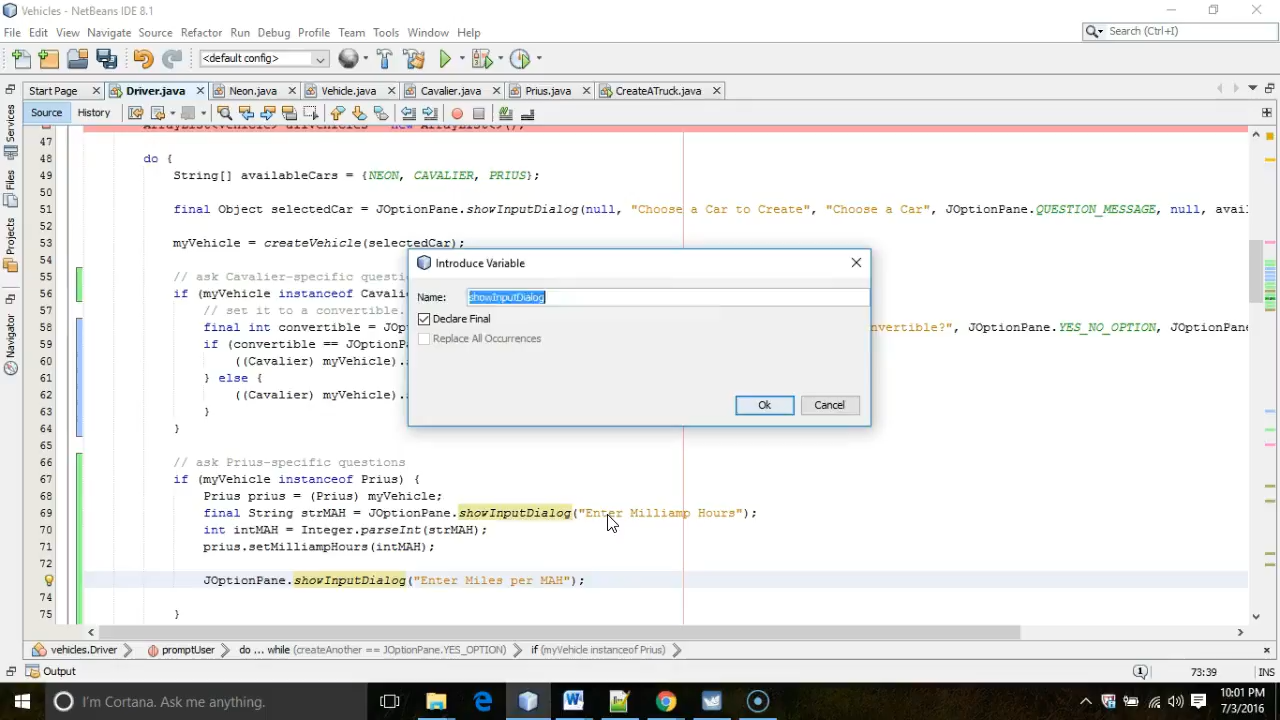 Vehicles - NetBeans IDE 8.1
File Edit View Navigate Source Refactor Run Debug Profile Team Tools Window Help
Search (Ctrl+I)
<default config>
Start Page Driver.java Neon.java Vehicle.java Cavalier.java Prius.java CreateATruck.java
Source History
Services
Files
Projects
Navigator
47
48 do {
49 String[] availableCars = {NEON, CAVALIER, PRIUS};
50
51 final Object selectedCar = JOptionPane.showInputDialog(null, "Choose a Car to Create", "Choose a Car", JOptionPane.QUESTION_MESSAGE, null, avai
52
53 myVehicle = createVehicle(selectedCar);
54
55 // ask Cavalier-specific questi
56 if (myVehicle instanceof Cavali
57 // set it to a convertible.
58 final int convertible = JOp onvertible?", JOptionPane.YES_NO_OPTION, JOptionPane
59 if (convertible == JOptionPa
60 ((Cavalier) myVehicle).
61 } else {
62 ((Cavalier) myVehicle).
63 }
64 }
65
66 // ask Prius-specific questions
67 if (myVehicle instanceof Prius) {
68 Prius prius = (Prius) myVehicle;
69 final String strMAH = JOptionPane.showInputDialog("Enter Milliamp Hours");
70 int intMAH = Integer.parseInt(strMAH);
71 prius.setMilliampHours(intMAH);
72
JOptionPane.showInputDialog("Enter Miles per MAH");
74
75 }
Introduce Variable
Name: showInputDialog
Declare Final
Replace All Occurrences
Ok Cancel
vehicles.Driver promptUser do ... while (createAnother == JOptionPane.YES_OPTION) if (myVehicle instanceof Prius)
Output
73:39 INS
I'm Cortana. Ask me anything.
10:01 PM
7/3/2016